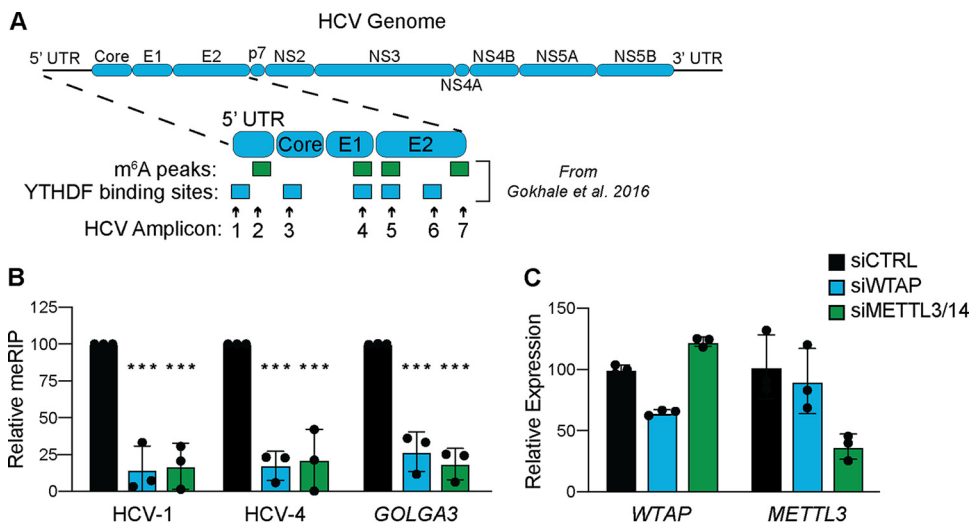 A
HCV Genome
5' UTR Core E1 E2 p7 NS2 NS3 NS4B NS5A NS5B 3' UTR
NS4A
5' UTR
Core E1 E2
m⁶A peaks:
YTHDF binding sites:
From
Gokhale et al. 2016
HCV Amplicon: 1 2 3 4 5 6 7
B
Relative meRIP
125
100
75
50
25
0
*** *** *** *** *** ***
HCV-1 HCV-4 GOLGA3
C
siCTRL
siWTAP
siMETTL3/14
Relative Expression
150
100
50
0
WTAP METTL3